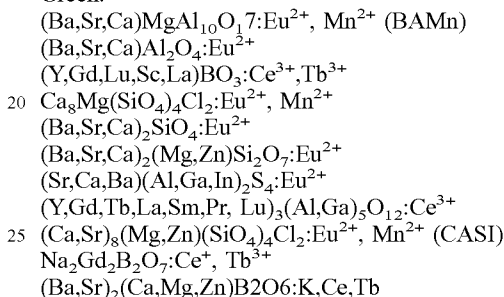 Green:
(Ba,Sr,Ca)MgAl₁₀O₁7:Eu²⁺, Mn²⁺ (BAMn)
(Ba,Sr,Ca)Al₂O₄:Eu²⁺
(Y,Gd,Lu,Sc,La)BO₃:Ce³⁺,Tb³⁺
20 Ca₈Mg(SiO₄)₄Cl₂:Eu²⁺, Mn²⁺
(Ba,Sr,Ca)₂SiO₄:Eu²⁺
(Ba,Sr,Ca)₂(Mg,Zn)Si₂O₇:Eu²⁺
(Sr,Ca,Ba)(Al,Ga,In)₂S₄:Eu²⁺
(Y,Gd,Tb,La,Sm,Pr, Lu)₃(Al,Ga)₅O₁₂:Ce³⁺
25 (Ca,Sr)₈(Mg,Zn)(SiO₄)₄Cl₂:Eu²⁺, Mn²⁺ (CASI)
Na₂Gd₂B₂O₇:Ce⁺, Tb³⁺
(Ba,Sr)₂(Ca,Mg,Zn)B2O6:K,Ce,Tb